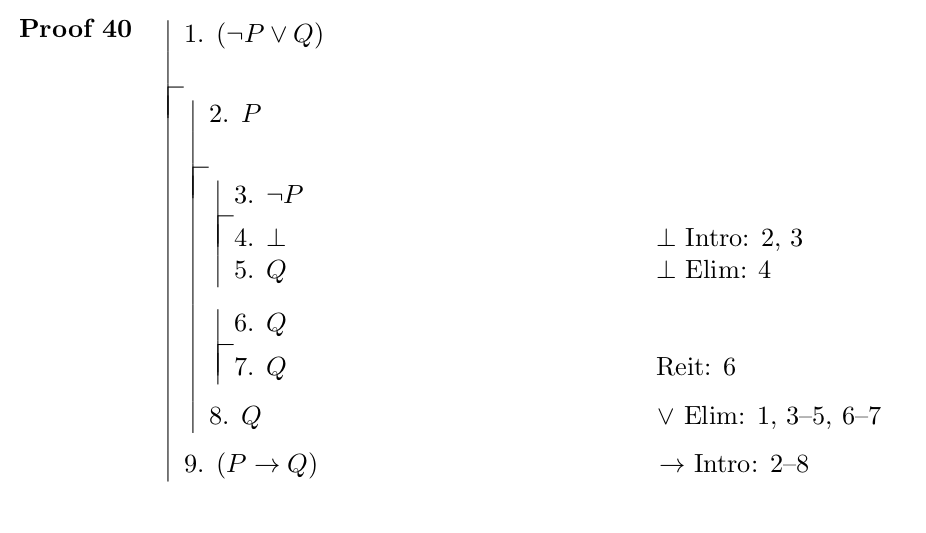 Proof 40 1. (¬P ∨ Q)
2. P
3. ¬P
4. ⊥ ⊥ Intro: 2, 3
5. Q ⊥ Elim: 4
6. Q
7. Q Reit: 6
8. Q ∨ Elim: 1, 3–5, 6–7
9. (P → Q) → Intro: 2–8